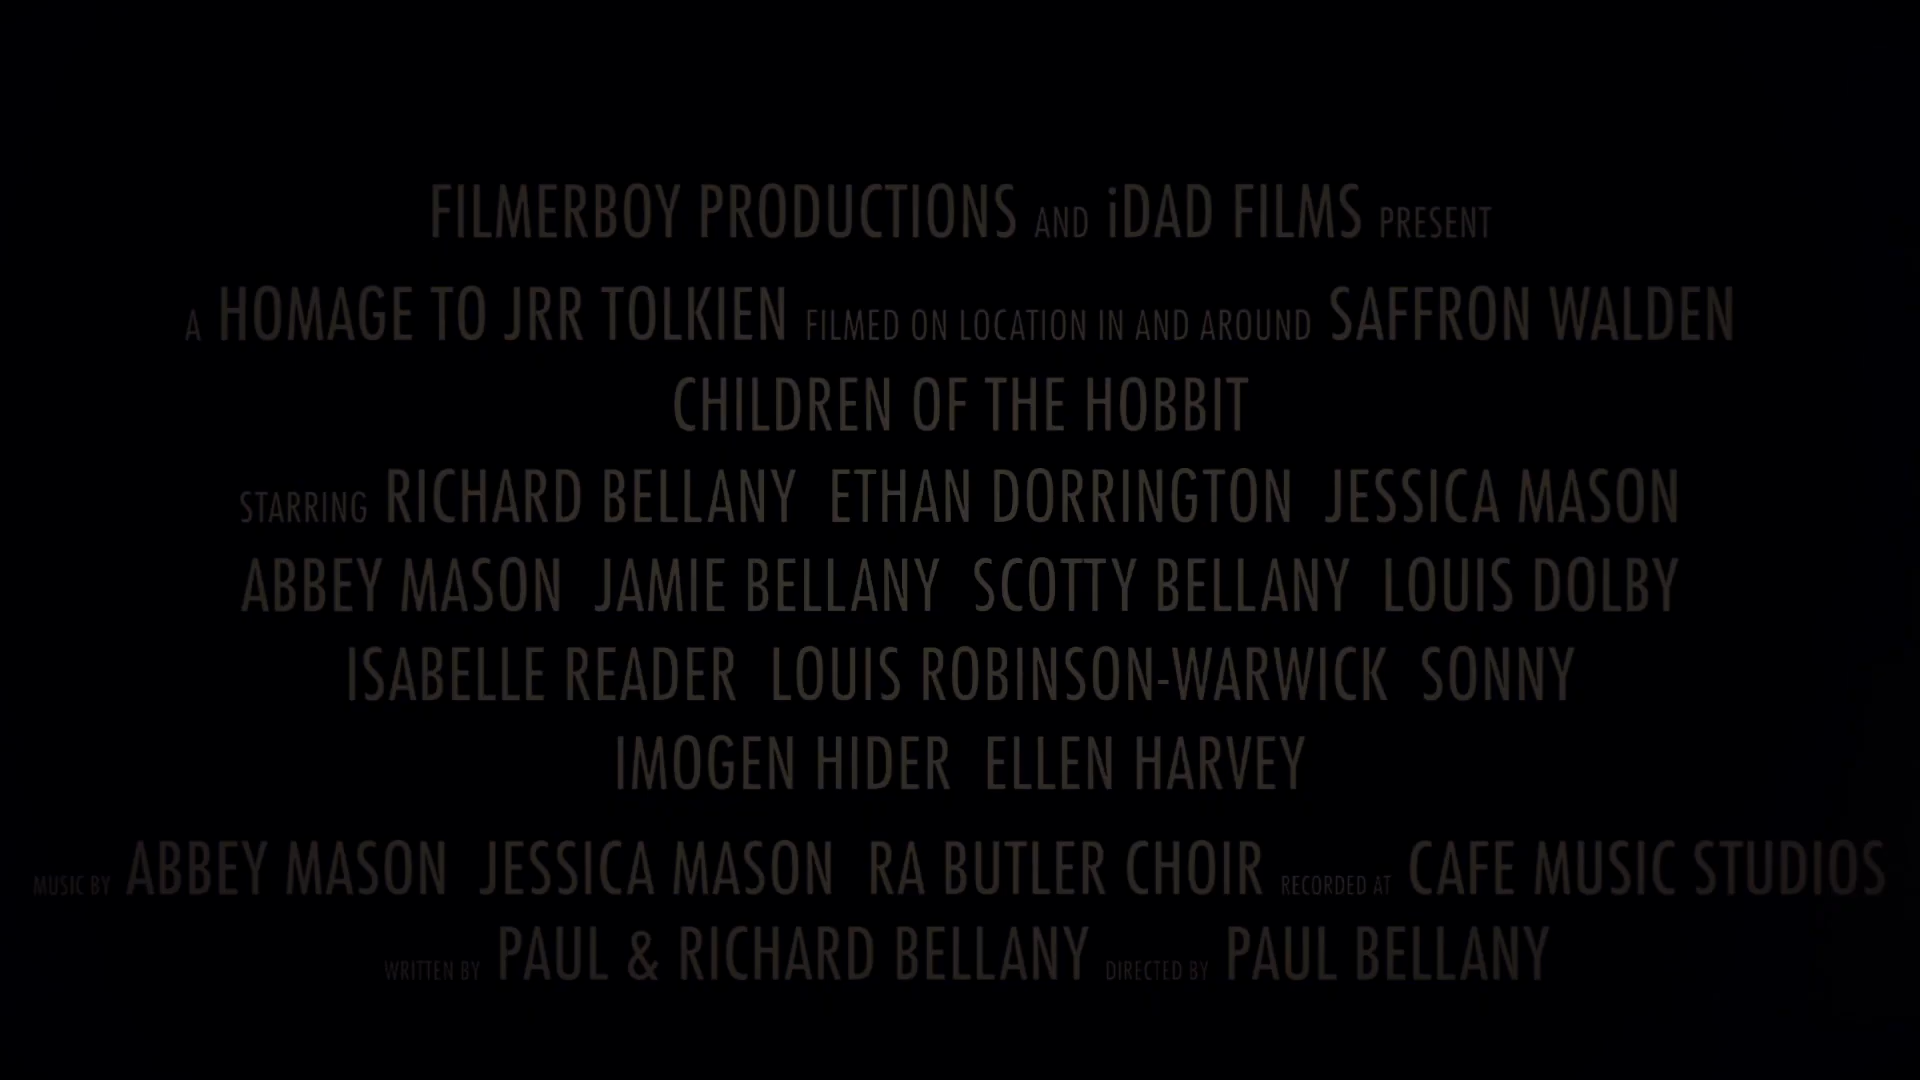 FILMERBOY PRODUCTIONS AND iDAD FILMS PRESENT
A HOMAGE TO JRR TOLKIEN FILMED ON LOCATION IN AND AROUND SAFFRON WALDEN
CHILDREN OF THE HOBBIT
STARRING RICHARD BELLANY ETHAN DORRINGTON JESSICA MASON
ABBEY MASON JAMIE BELLANY SCOTTY BELLANY LOUIS DOLBY
ISABELLE READER LOUIS ROBINSON-WARWICK SONNY
IMOGEN HIDER ELLEN HARVEY
MUSIC BY ABBEY MASON JESSICA MASON RA BUTLER CHOIR RECORDED AT CAFE MUSIC STUDIOS
WRITTEN BY PAUL & RICHARD BELLANY DIRECTED BY PAUL BELLANY